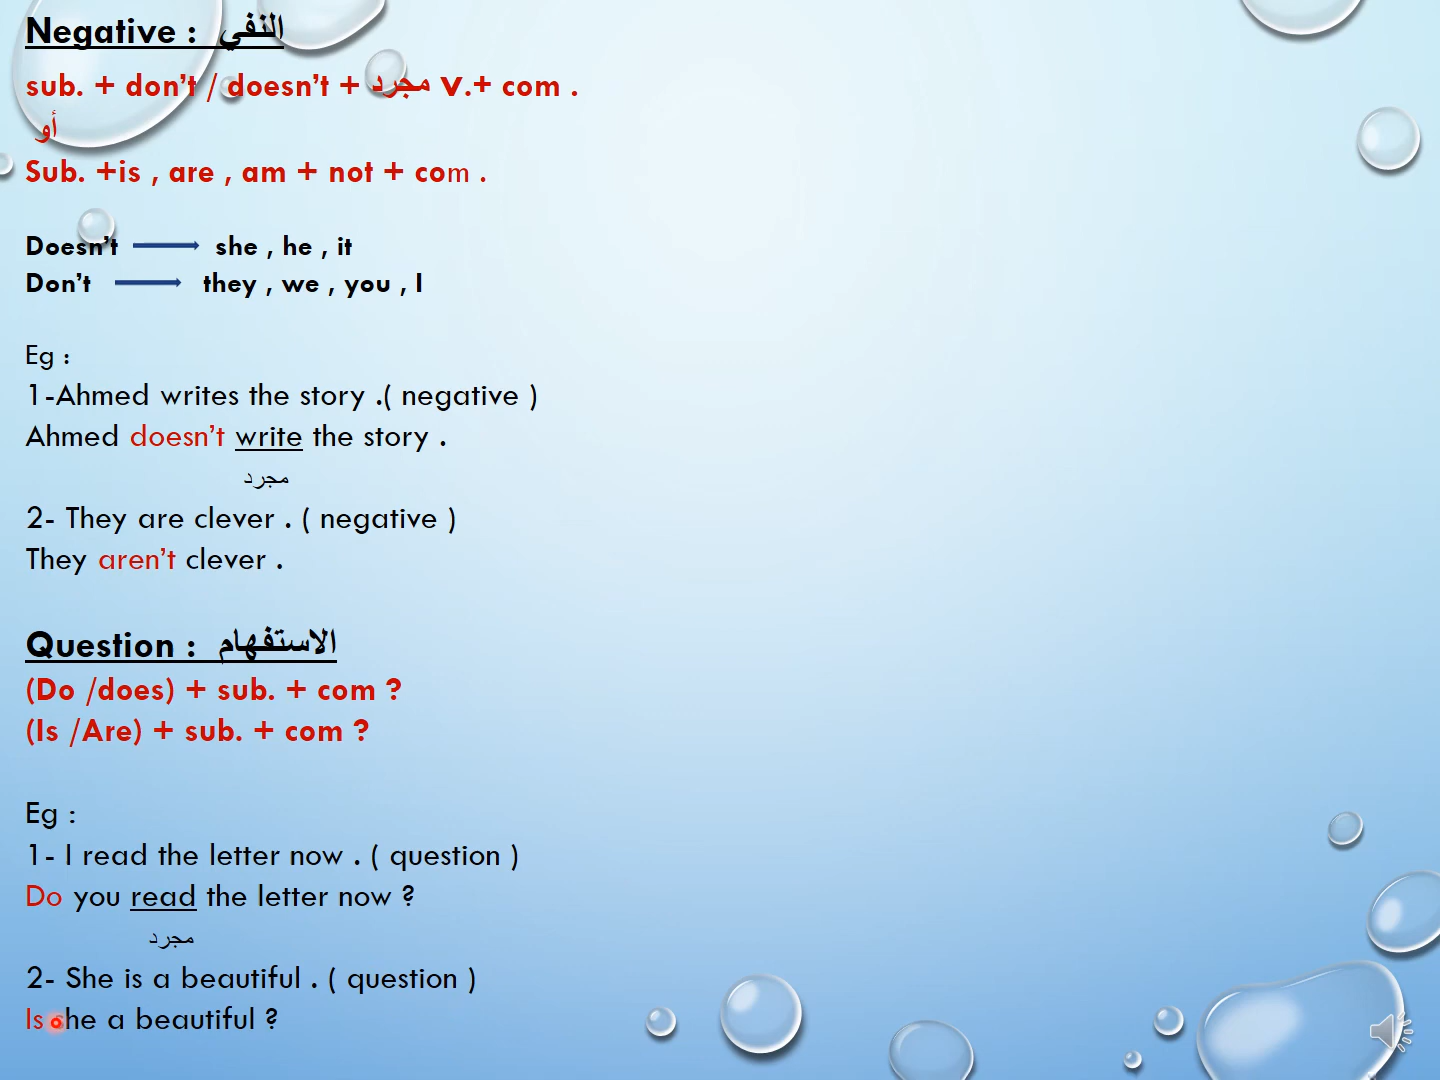 Negative : النفي
sub. + don't / doesn't + مجرد v.+ com .
أو
Sub. +is , are , am + not + com .
Doesn't she , he , it
Don't they , we , you , I
Eg :
1-Ahmed writes the story .( negative )
Ahmed doesn't write the story .
مجرد
2- They are clever . ( negative )
They aren't clever .
Question : الاستفهام
(Do /does) + sub. + com ?
(Is /Are) + sub. + com ?
Eg :
1- I read the letter now . ( question )
Do you read the letter now ?
مجرد
2- She is a beautiful . ( question )
Is she a beautiful ?